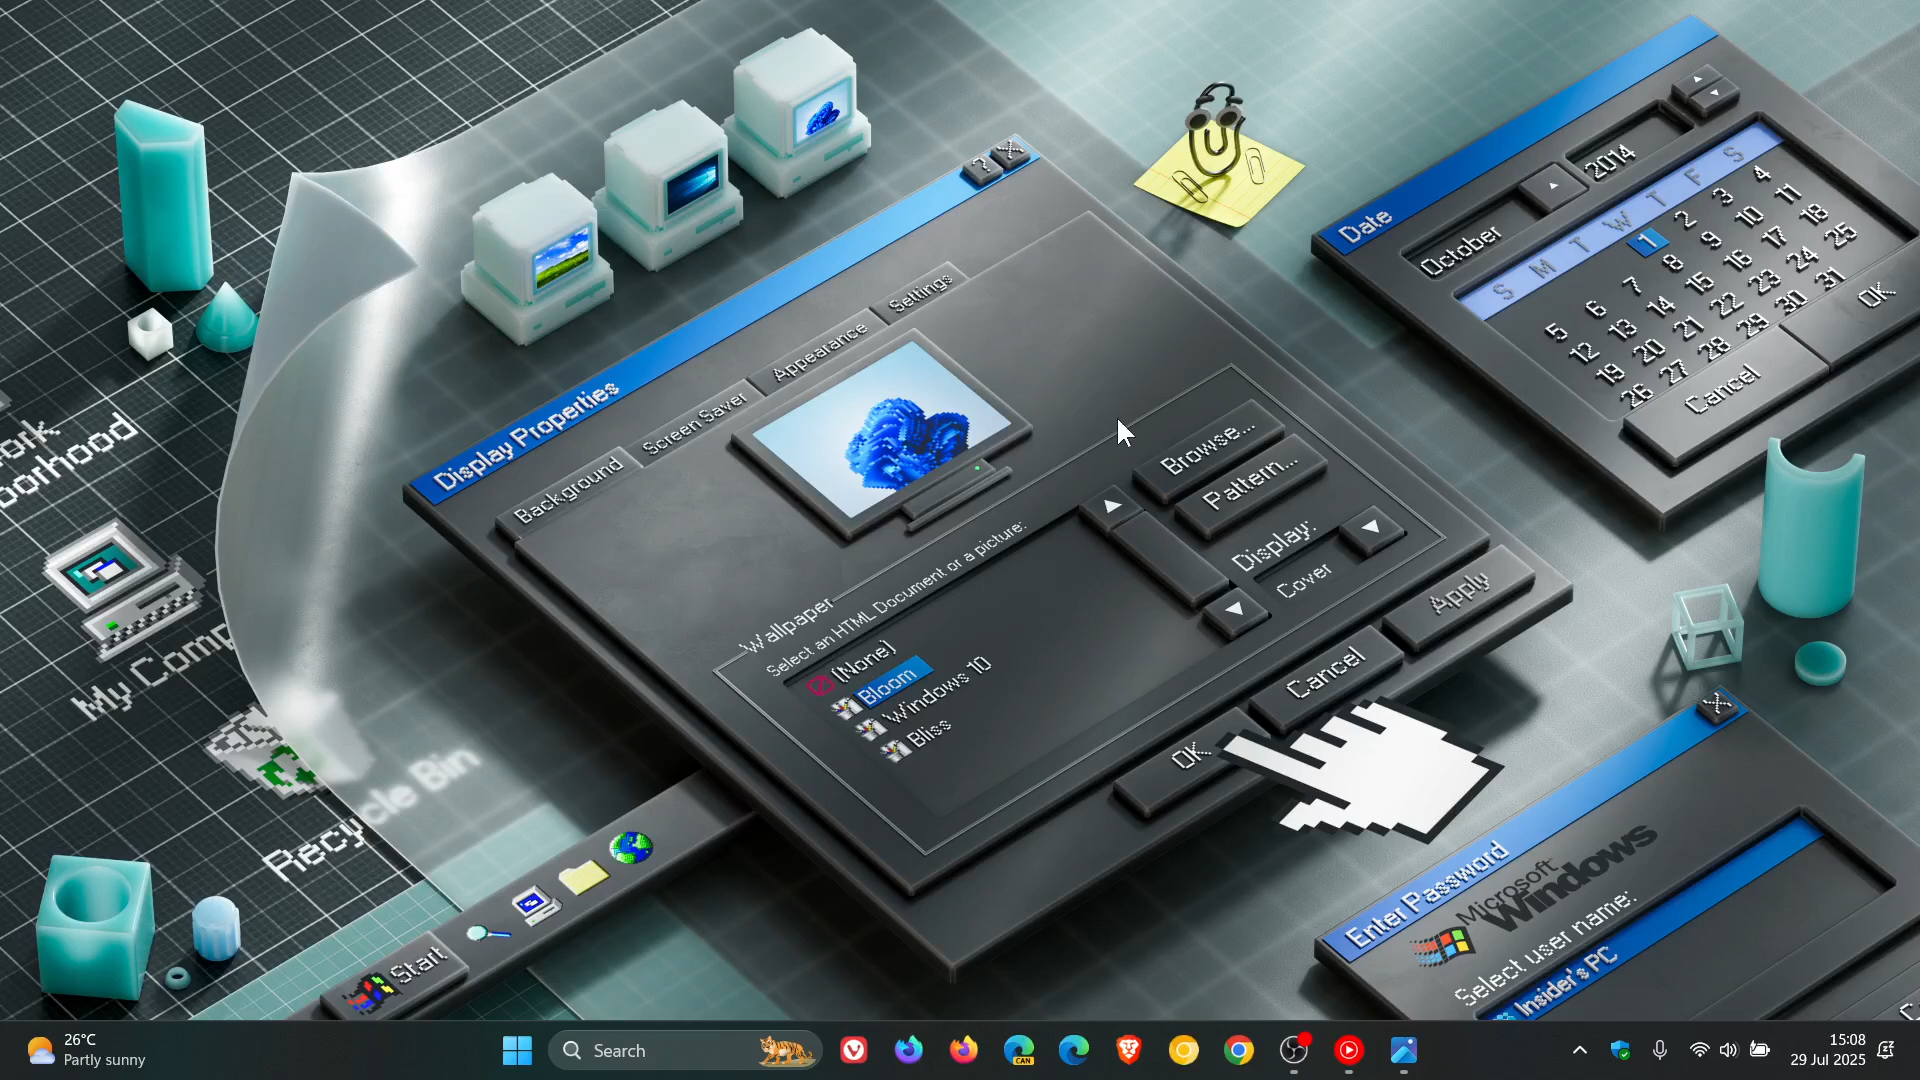 Display Properties
?
Background
Screen Saver
Appearance
Settings
Wallpaper
Select an HTML Document or a picture:
(None)
Bloom
Windows 10
Bliss
Browse...
Pattern...
Display:
Cover
OK
Cancel
Apply
Date
October
2014
S M T W T F S
1 2 3 4
5 6 7 8 9 10 11
12 13 14 15 16 17 18
19 20 21 22 23 24 25
26 27 28 29 30 31
Cancel
OK
Enter Password
Microsoft
Windows
Select user name:
Insider's PC
My Comp
Recycle Bin
Start
26°C
Partly sunny
Search
CAN
15:08
29 Jul 2025